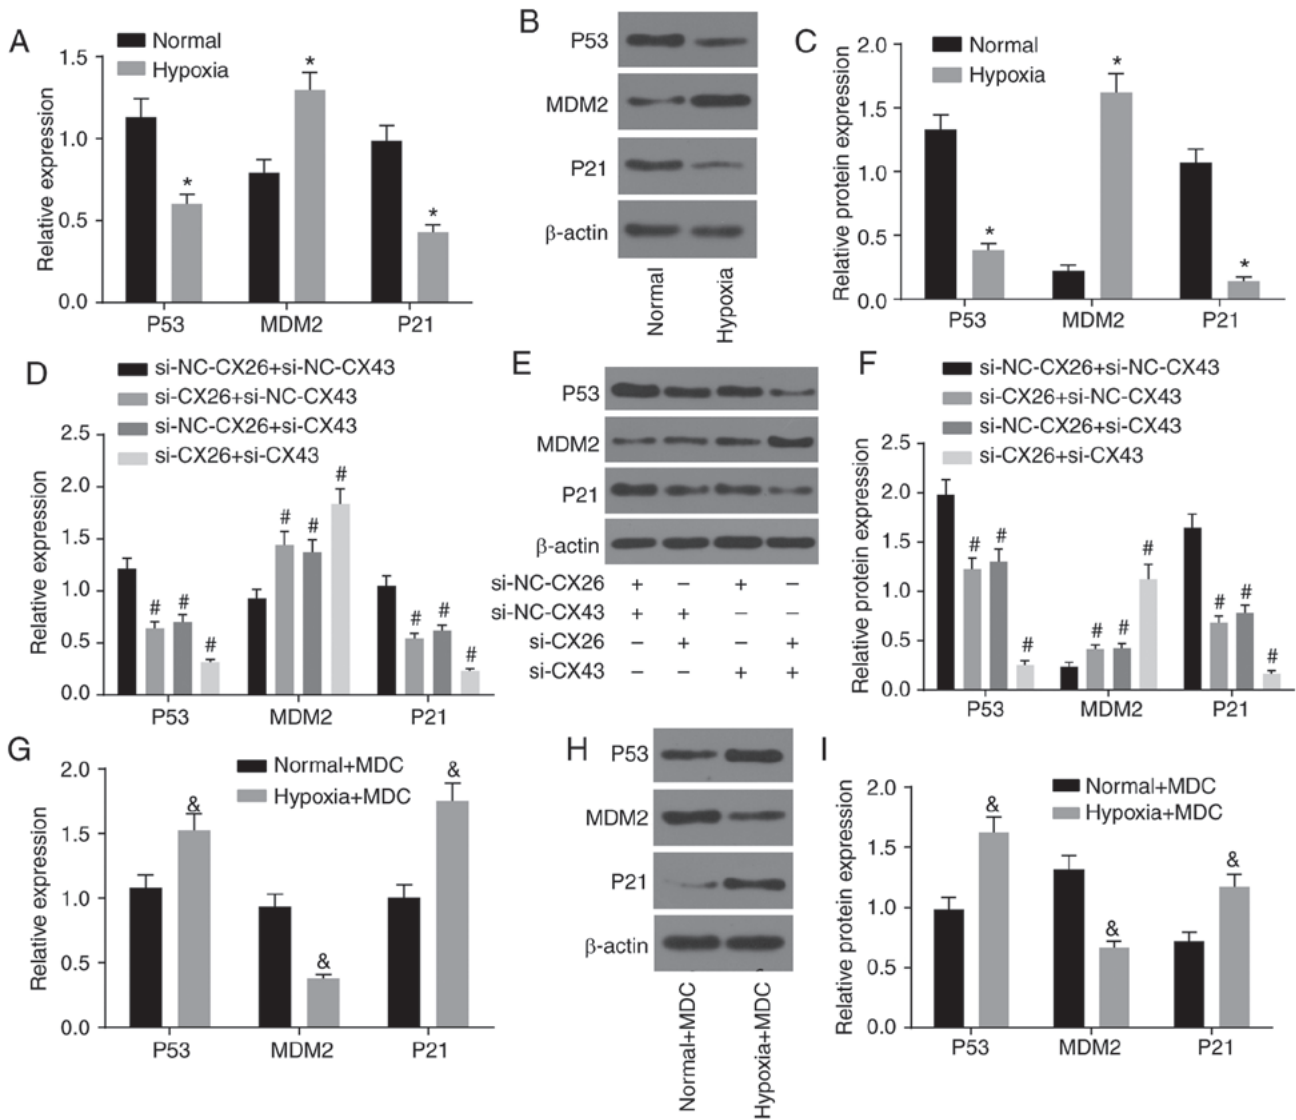 A
Normal
Hypoxia
Relative expression
1.5
1.0
0.5
0.0
*
*
*
P53 MDM2 P21
B
P53
MDM2
P21
β-actin
Normal
Hypoxia
C
Normal
Hypoxia
Relative protein expression
2.0
1.5
1.0
0.5
0.0
*
*
*
P53 MDM2 P21
D
si-NC-CX26+si-NC-CX43
si-CX26+si-NC-CX43
si-NC-CX26+si-CX43
si-CX26+si-CX43
Relative expression
2.5
2.0
1.5
1.0
0.5
0.0
# # #
# # #
# # #
P53 MDM2 P21
E
P53
MDM2
P21
β-actin
si-NC-CX26 + − + −
si-NC-CX43 + + − −
si-CX26 − + − +
si-CX43 − − + +
F
si-NC-CX26+si-NC-CX43
si-CX26+si-NC-CX43
si-NC-CX26+si-CX43
si-CX26+si-CX43
Relative protein expression
2.5
2.0
1.5
1.0
0.5
0.0
# # #
# # #
# # #
P53 MDM2 P21
G
Normal+MDC
Hypoxia+MDC
Relative expression
2.0
1.5
1.0
0.5
0.0
&
&
&
P53 MDM2 P21
H
P53
MDM2
P21
β-actin
Normal+MDC
Hypoxia+MDC
I
Normal+MDC
Hypoxia+MDC
Relative protein expression
2.0
1.5
1.0
0.5
0.0
&
&
&
P53 MDM2 P21